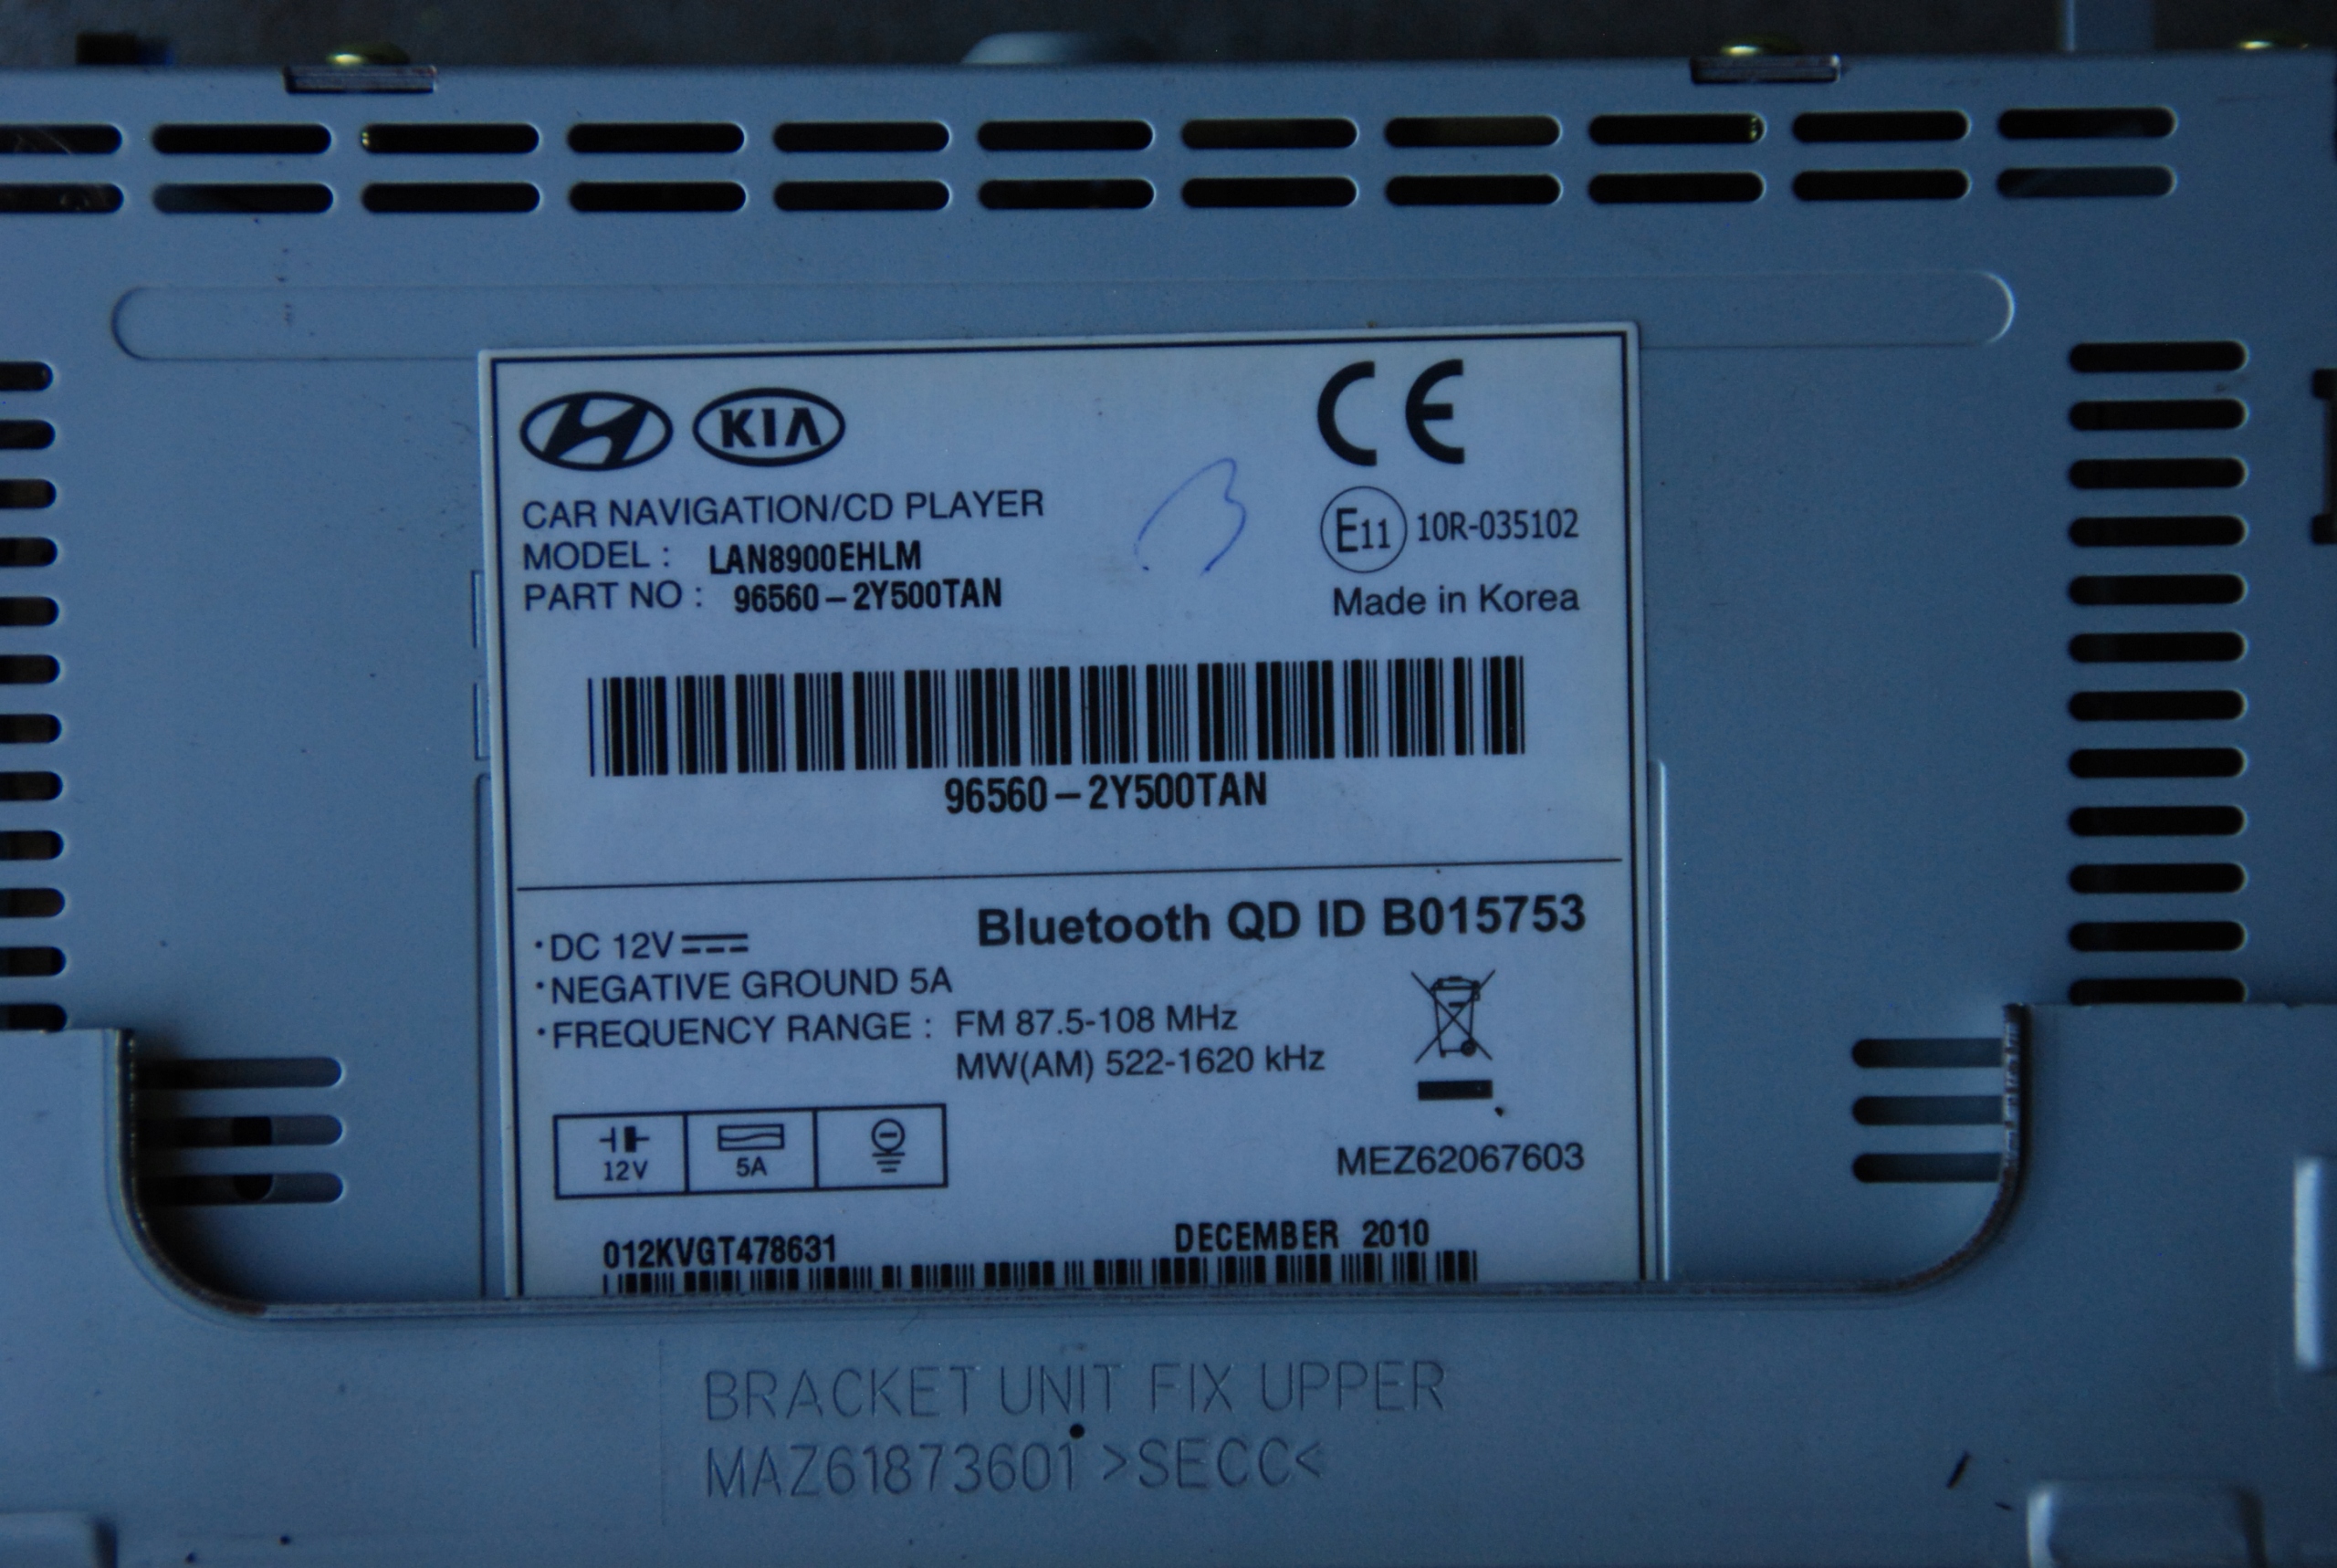 KIA
CE
CAR NAVIGATION/CD PLAYER
MODEL : LAN8900EHLM
PART NO : 96560-2Y500TAN
E11 10R-035102
Made in Korea
96560-2Y500TAN
Bluetooth QD ID B015753
·DC 12V
·NEGATIVE GROUND 5A
·FREQUENCY RANGE : FM 87.5-108 MHz
MW(AM) 522-1620 kHz
12V 5A
MEZ62067603
012KVGT478631 DECEMBER 2010
BRACKET UNIT FIX UPPER
MAZ61873601 >SECC<